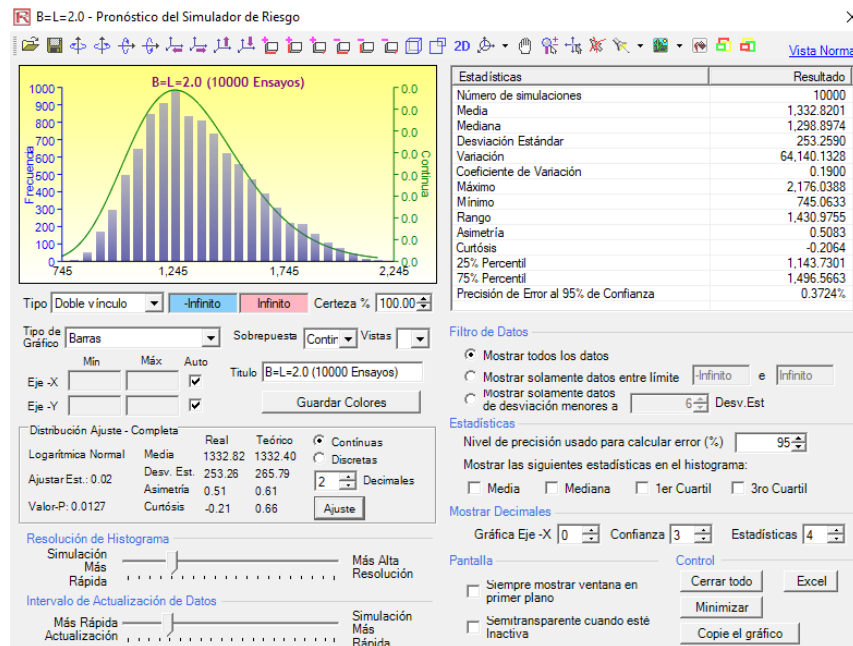 B=L=2.0 - Pronóstico del Simulador de Riesgo
2D
Vista Norma
B=L=2.0 (10000 Ensayos)
1000
900
800
700
600
500
400
300
200
100
0
Frecuencia
0.0
0.0
0.0
0.0
0.0
0.0
0.0
0.0
0.0
Continua
745 1,245 1,745 2,245
Tipo Doble vínculo -Infinito Infinito Certeza % 100.00
Tipo de
Gráfico Barras Sobrepuesta Contir Vistas
Min Máx Auto
Titulo B=L=2.0 (10000 Ensayos)
Eje -X
Eje -Y
Guardar Colores
Distribución Ajuste - Completa
Real Teórico
Logarítmica Normal Media 1332.82 1332.40 Continuas
Discretas
Ajustar Est.: 0.02 Desv. Est. 253.26 265.79
Asimetría 0.51 0.61 2 Decimales
Valor-P: 0.0127 Curtósis -0.21 0.66 Ajuste
Resolución de Histograma
Simulación
Más
Rápida
Más Alta
Resolución
Intervalo de Actualización de Datos
Más Rápida
Actualización
Simulación
Más
Rápida
Estadísticas Resultado
Número de simulaciones 10000
Media 1,332.8201
Mediana 1,298.8974
Desviación Estándar 253.2590
Variación 64,140.1328
Coeficiente de Variación 0.1900
Máximo 2,176.0388
Mínimo 745.0633
Rango 1,430.9755
Asimetría 0.5083
Curtósis -0.2064
25% Percentil 1,143.7301
75% Percentil 1,496.5663
Precisión de Error al 95% de Confianza 0.3724%
Filtro de Datos
Mostrar todos los datos
Mostrar solamente datos entre límite -Infinito e Infinito
Mostrar solamente datos
de desviación menores a 6 Desv.Est
Estadísticas
Nivel de precisión usado para calcular error (%) 95
Mostrar las siguientes estadísticas en el histograma:
Media Mediana 1er Cuartil 3ro Cuartil
Mostrar Decimales
Gráfica Eje -X 0 Confianza 3 Estadísticas 4
Pantalla
Siempre mostrar ventana en
primer plano
Semitransparente cuando esté
Inactiva
Control
Cerrar todo Excel
Minimizar
Copie el gráfico